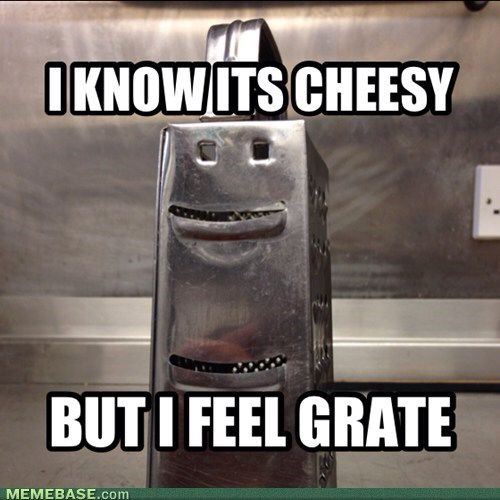 I KNOW ITS CHEESY
BUT I FEEL GRATE
MEMEBASE.com